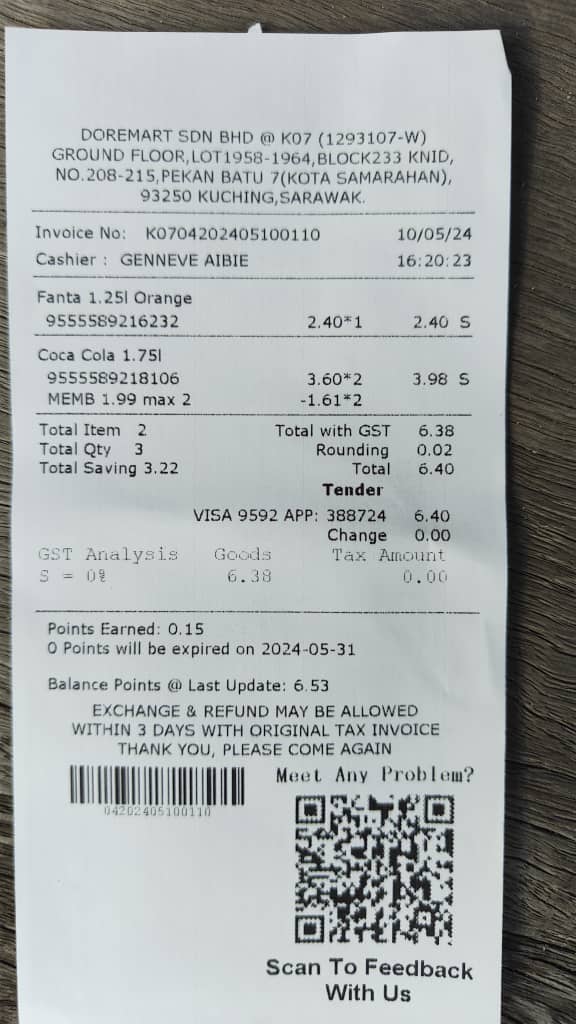 DOREMART SDN BHD @ K07 (1293107-W)
GROUND FLOOR,LOT1958-1964,BLOCK233 KNID,
NO.208-215,PEKAN BATU 7(KOTA SAMARAHAN),
93250 KUCHING,SARAWAK.
Invoice No: K0704202405100110 10/05/24
Cashier : GENNEVE AIBIE 16:20:23
Fanta 1.25l Orange
9555589216232 2.40*1 2.40 S
Coca Cola 1.75l
9555589218106 3.60*2 3.98 S
MEMB 1.99 max 2 -1.61*2
Total Item 2 Total with GST 6.38
Total Qty 3 Rounding 0.02
Total Saving 3.22 Total 6.40
Tender
VISA 9592 APP: 388724 6.40
Change 0.00
GST Analysis Goods Tax Amount
S = 0% 6.38 0.00
Points Earned: 0.15
0 Points will be expired on 2024-05-31
Balance Points @ Last Update: 6.53
EXCHANGE & REFUND MAY BE ALLOWED
WITHIN 3 DAYS WITH ORIGINAL TAX INVOICE
THANK YOU, PLEASE COME AGAIN
Meet Any Problem?
04202405100110
Scan To Feedback
With Us